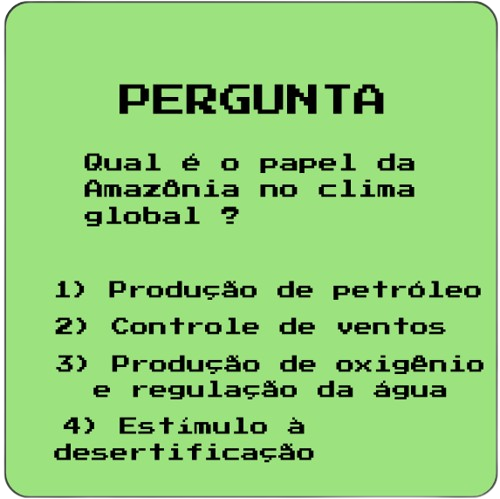 PERGUNTA
Qual é o papel da
Amazônia no clima
global ?
1) Produção de petróleo
2) Controle de ventos
3) Produção de oxigênio
e regulação da água
4) Estímulo à
desertificação